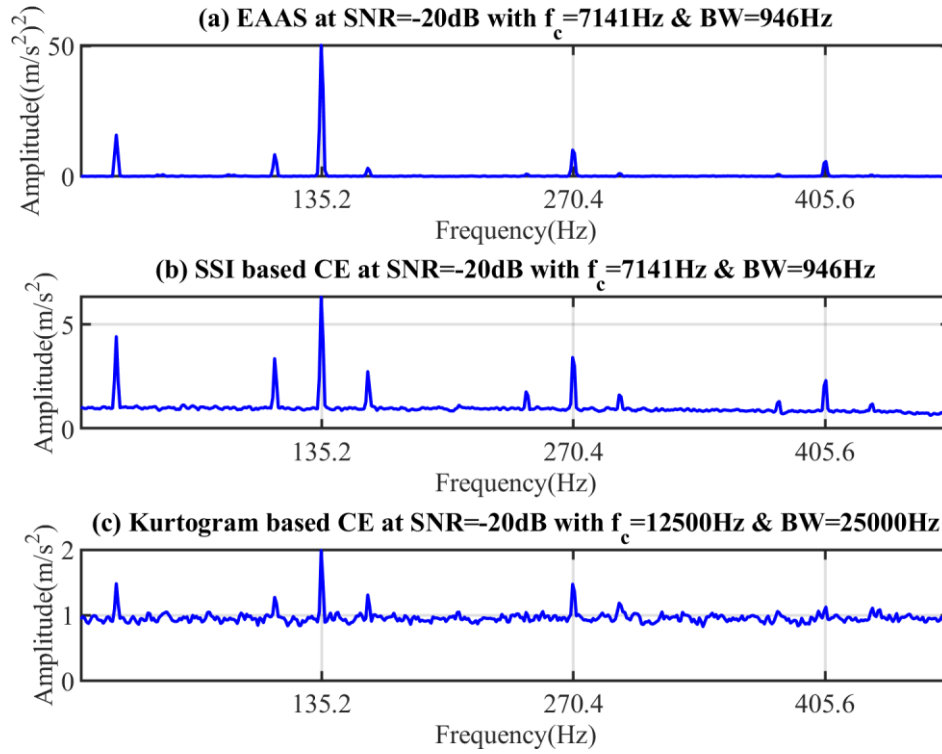 (a) EAAS at SNR=-20dB with f_c=7141Hz & BW=946Hz
Amplitude((m/s²)²)
50
0
135.2 270.4 405.6
Frequency(Hz)
(b) SSI based CE at SNR=-20dB with f_c=7141Hz & BW=946Hz
Amplitude(m/s²)
5
0
135.2 270.4 405.6
Frequency(Hz)
(c) Kurtogram based CE at SNR=-20dB with f_c=12500Hz & BW=25000Hz
Amplitude(m/s²)
2
1
0
135.2 270.4 405.6
Frequency(Hz)